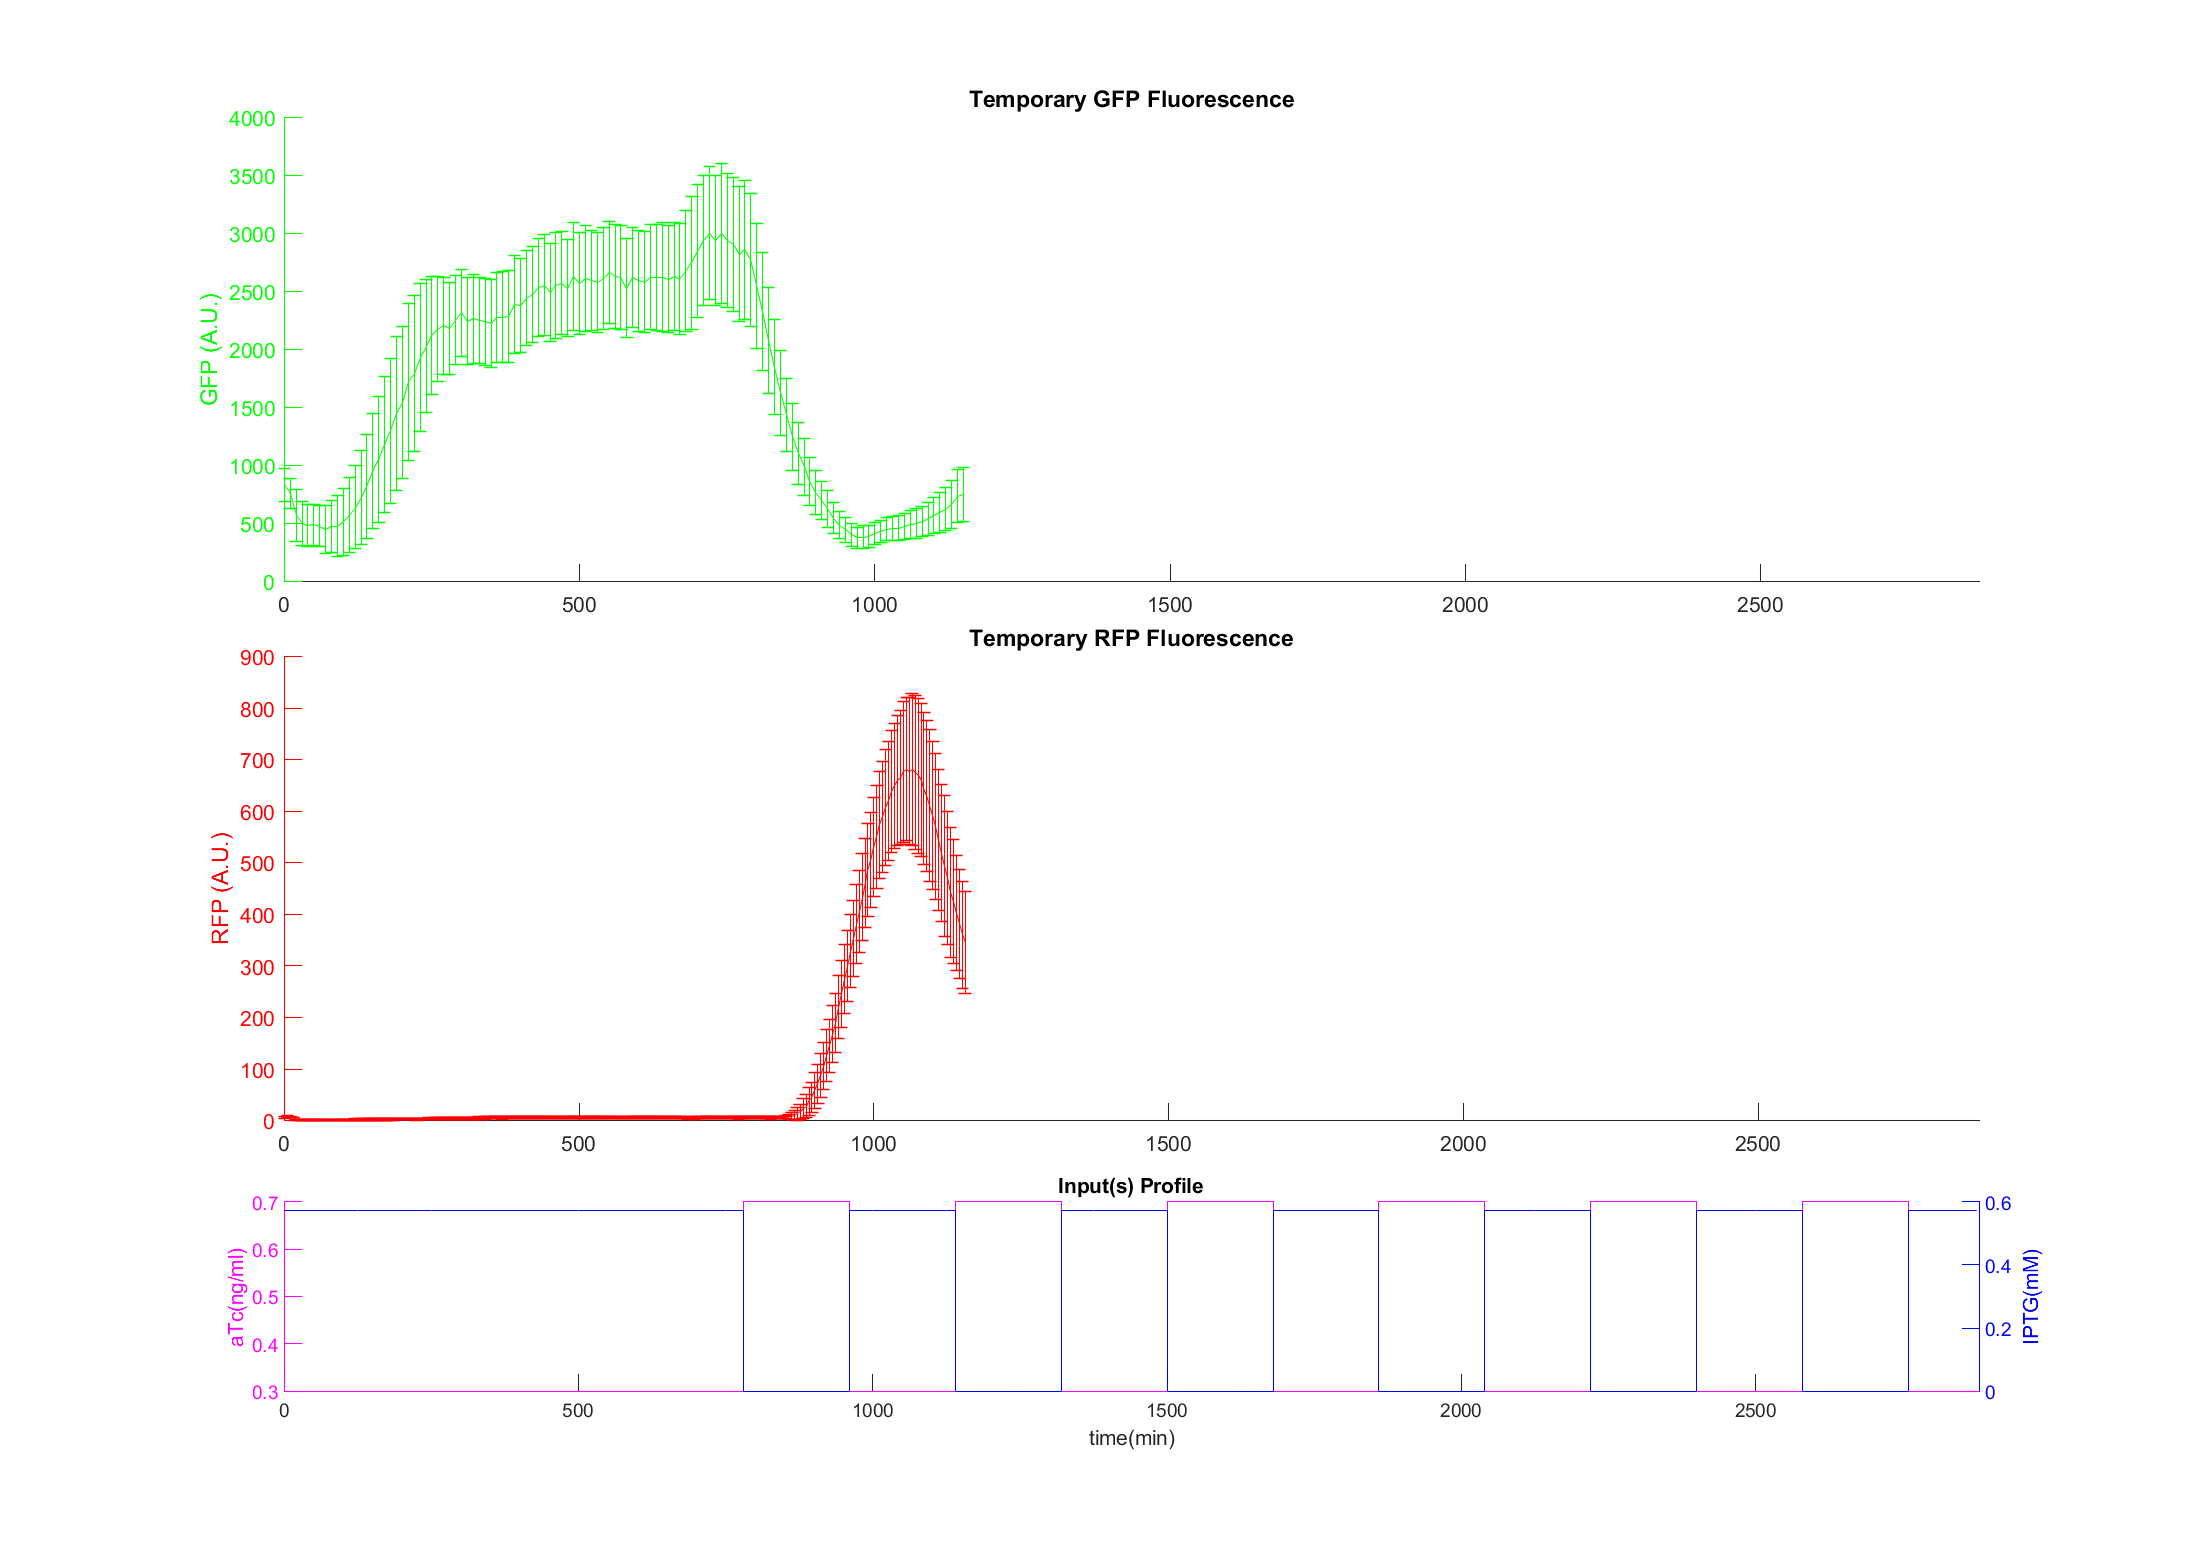 Temporary GFP Fluorescence
4000
3500
3000
2500
2000
1500
1000
500
0
GFP (A.U.)
0 500 1000 1500 2000 2500
Temporary RFP Fluorescence
900
800
700
600
500
400
300
200
100
0
RFP (A.U.)
0 500 1000 1500 2000 2500
Input(s) Profile
0.7
0.6
0.5
0.4
0.3
aTc(ng/ml)
0.6
0.4
0.2
0
IPTG(mM)
0 500 1000 1500 2000 2500
time(min)